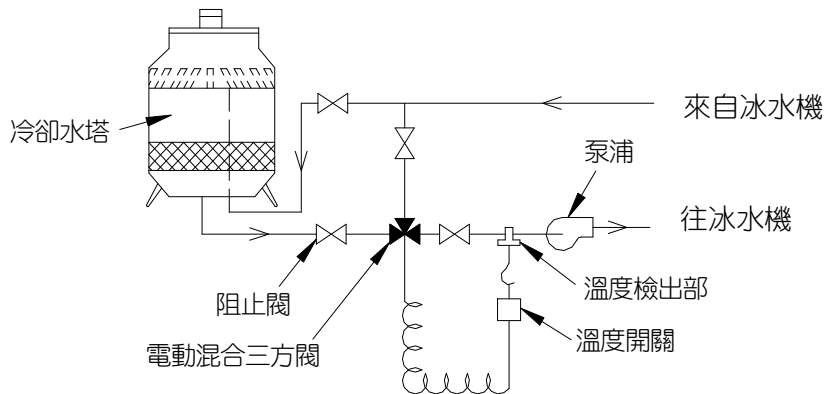 來自冰水機
冷卻水塔
泵浦
往冰水機
阻止閥
溫度檢出部
電動混合三方閥
溫度開關